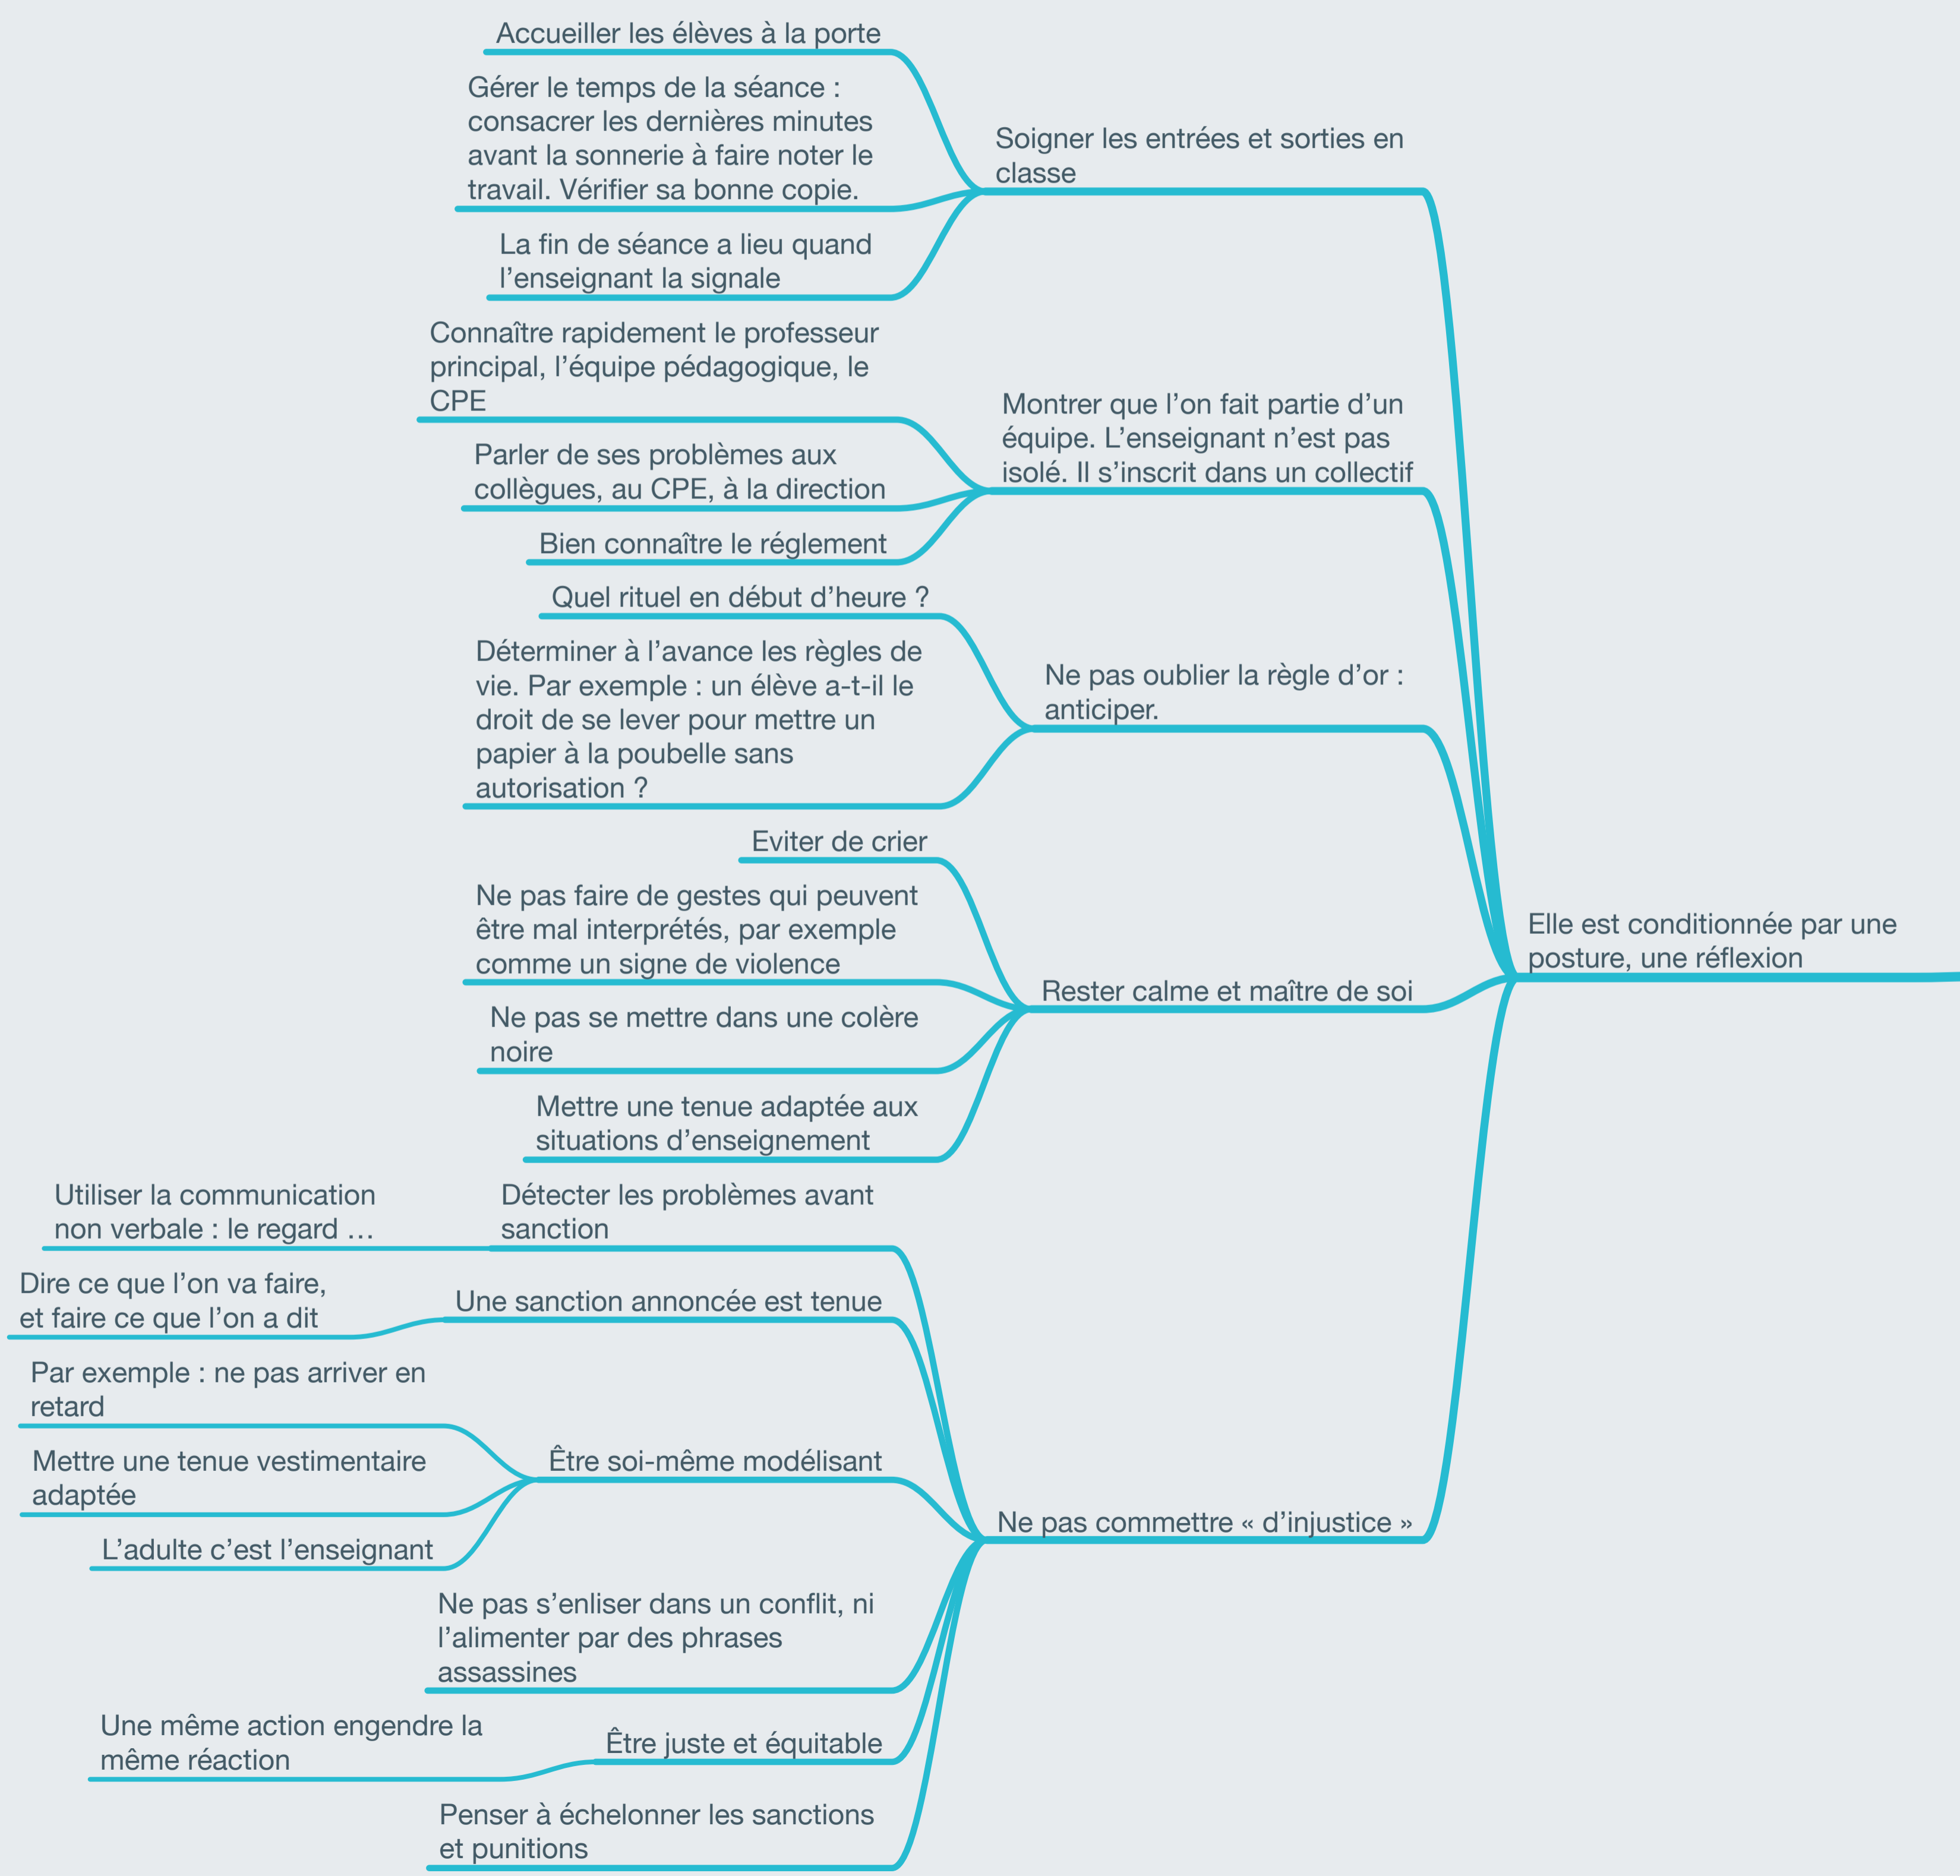 Accueillir les élèves à la porte
Gérer le temps de la séance :
consacrer les dernières minutes
avant la sonnerie à faire noter le
travail. Vérifier sa bonne copie.
La fin de séance a lieu quand
l’enseignant la signale
Soigner les entrées et sorties en
classe
Connaître rapidement le professeur
principal, l’équipe pédagogique, le
CPE
Parler de ses problèmes aux
collègues, au CPE, à la direction
Bien connaître le réglement
Montrer que l’on fait partie d’un
équipe. L’enseignant n’est pas
isolé. Il s’inscrit dans un collectif
Quel rituel en début d’heure ?
Déterminer à l’avance les règles de
vie. Par exemple : un élève a-t-il le
droit de se lever pour mettre un
papier à la poubelle sans
autorisation ?
Ne pas oublier la règle d’or :
anticiper.
Eviter de crier
Ne pas faire de gestes qui peuvent
être mal interprétés, par exemple
comme un signe de violence
Ne pas se mettre dans une colère
noire
Mettre une tenue adaptée aux
situations d’enseignement
Rester calme et maître de soi
Elle est conditionnée par une
posture, une réflexion
Utiliser la communication
non verbale : le regard …
Détecter les problèmes avant
sanction
Dire ce que l’on va faire,
et faire ce que l’on a dit
Une sanction annoncée est tenue
Par exemple : ne pas arriver en
retard
Mettre une tenue vestimentaire
adaptée
L’adulte c’est l’enseignant
Être soi-même modélisant
Ne pas s’enliser dans un conflit, ni
l’alimenter par des phrases
assassines
Une même action engendre la
même réaction
Être juste et équitable
Penser à échelonner les sanctions
et punitions
Ne pas commettre « d’injustice »